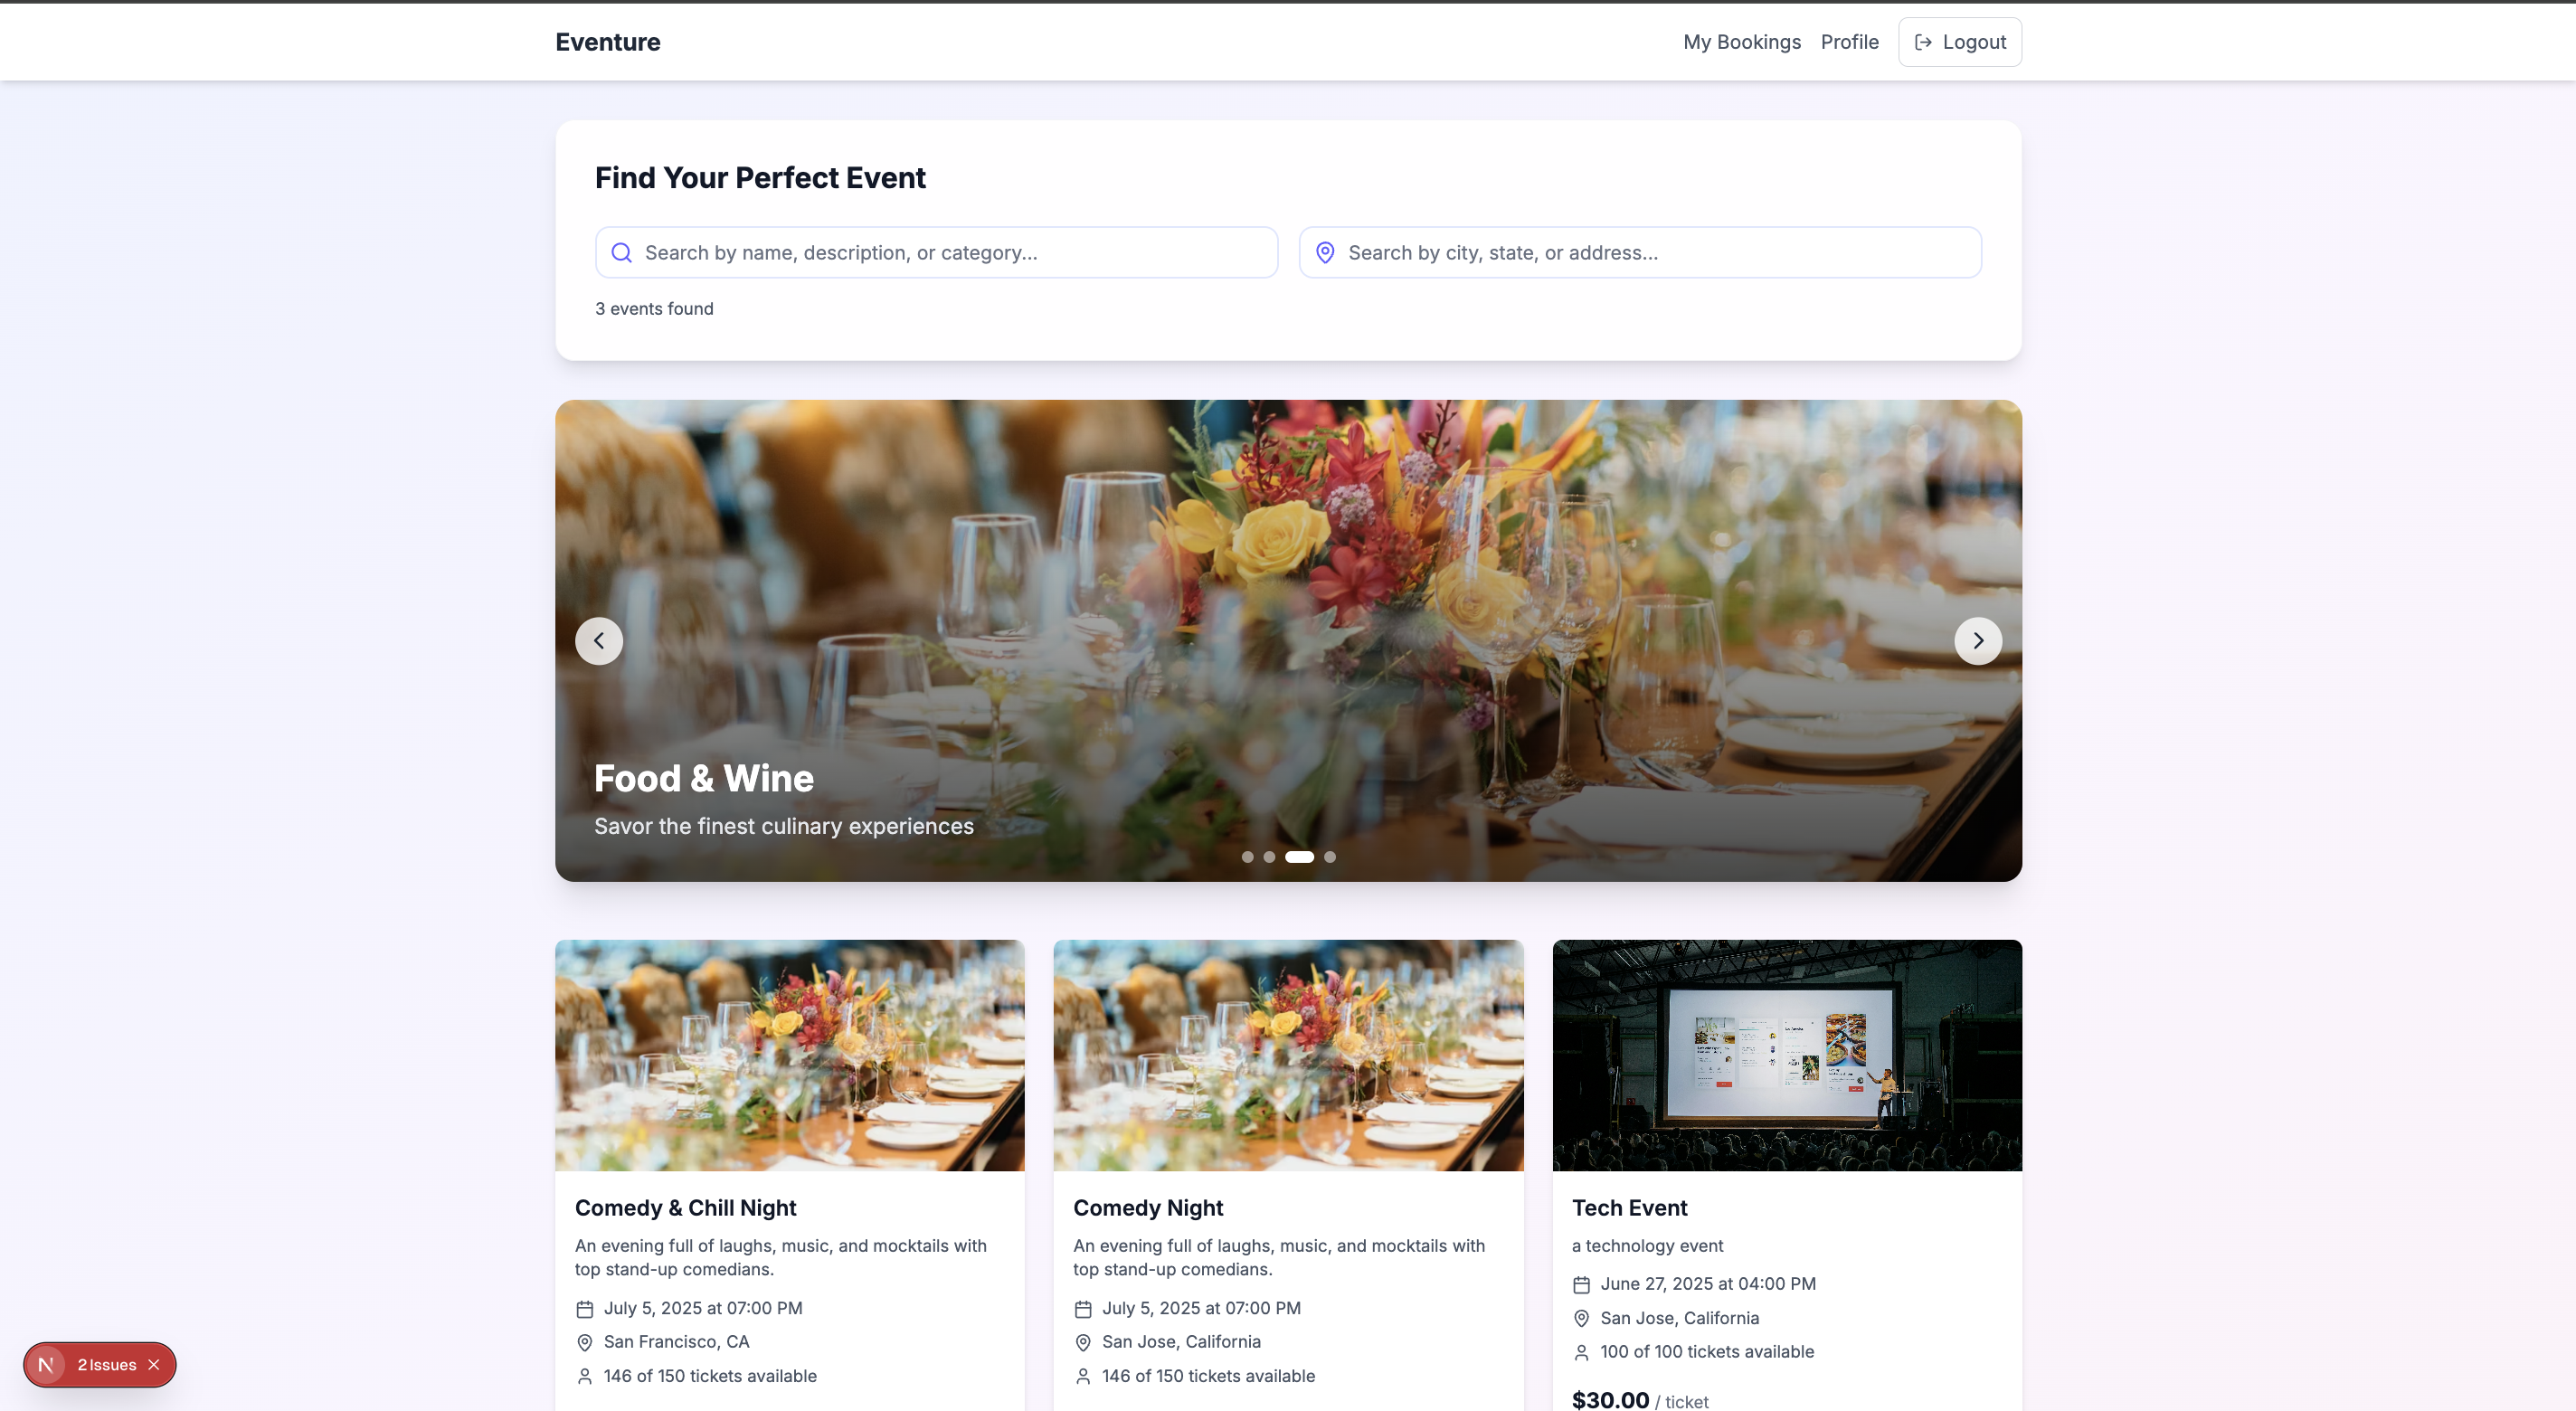 Eventure
My Bookings Profile Logout
Find Your Perfect Event
Search by name, description, or category...
Search by city, state, or address...
3 events found
Food & Wine
Savor the finest culinary experiences
Comedy & Chill Night
An evening full of laughs, music, and mocktails with
top stand-up comedians.
July 5, 2025 at 07:00 PM
San Francisco, CA
146 of 150 tickets available
Comedy Night
An evening full of laughs, music, and mocktails with
top stand-up comedians.
July 5, 2025 at 07:00 PM
San Jose, California
146 of 150 tickets available
Tech Event
a technology event
June 27, 2025 at 04:00 PM
San Jose, California
100 of 100 tickets available
$30.00 / ticket
N 2 Issues